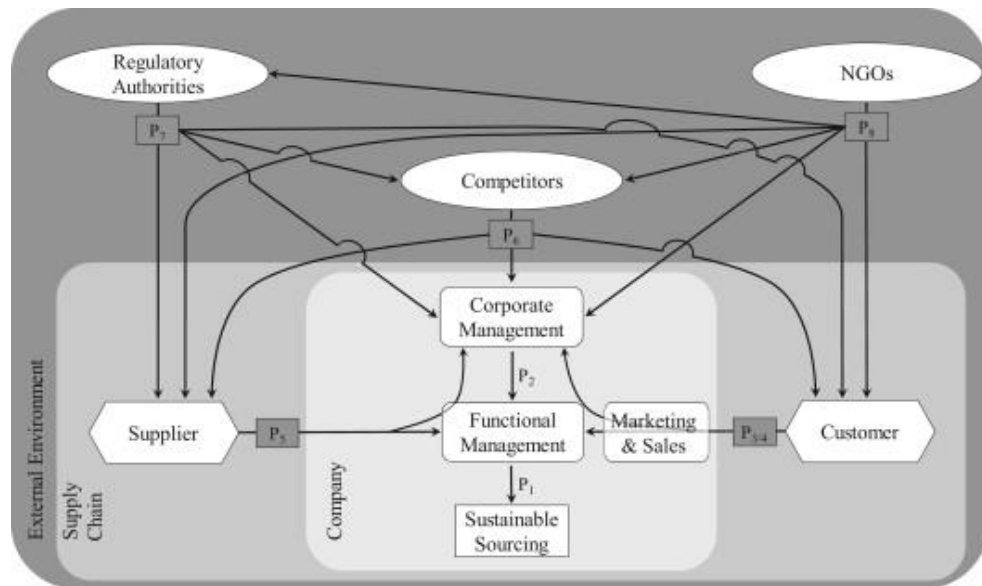 Regulatory
Authorities
NGOs
P7
P8
Competitors
P6
Corporate
Management
P2
Supplier
P5
Functional
Management
Marketing
& Sales
P3/4
Customer
P1
Sustainable
Sourcing
External Environment
Supply
Chain
Company